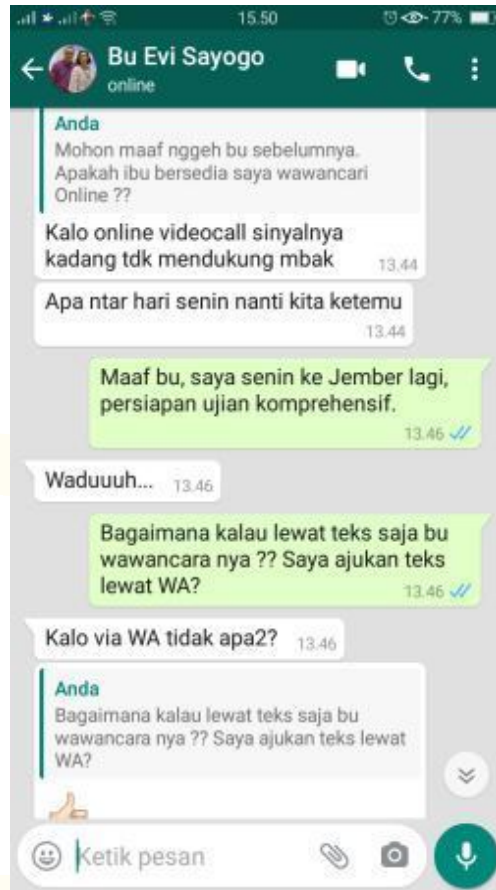 15.50
77%
Bu Evi Sayogo
online
Anda
Mohon maaf nggeh bu sebelumnya.
Apakah ibu bersedia saya wawancari
Online ??
Kalo online videocall sinyalnya
kadang tdk mendukung mbak
13.44
Apa ntar hari senin nanti kita ketemu
13.44
Maaf bu, saya senin ke Jember lagi,
persiapan ujian komprehensif.
13.46
Waduuuh... 13.46
Bagaimana kalau lewat teks saja bu
wawancara nya ?? Saya ajukan teks
lewat WA?
13.46
Kalo via WA tidak apa2? 13.46
Anda
Bagaimana kalau lewat teks saja bu
wawancara nya ?? Saya ajukan teks lewat
WA?
Ketik pesan